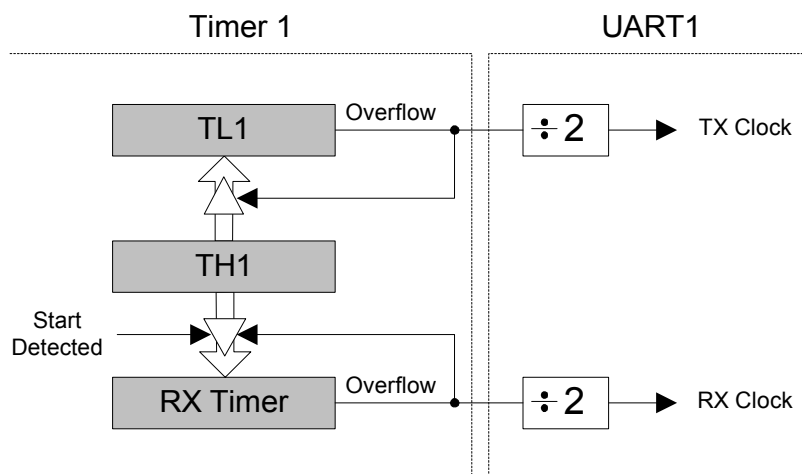 Timer 1
UART1
TL1
Overflow
÷ 2
TX Clock
TH1
Start
Detected
RX Timer
Overflow
÷ 2
RX Clock